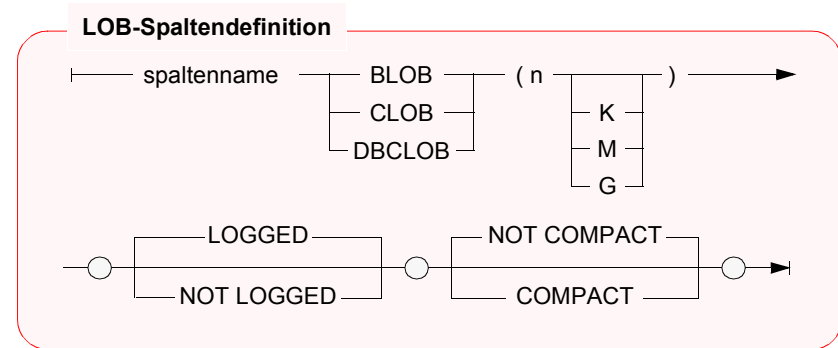 LOB-Spaltendefinition
spaltenname BLOB ( n )
CLOB K
DBCLOB M
G
LOGGED NOT COMPACT
NOT LOGGED COMPACT